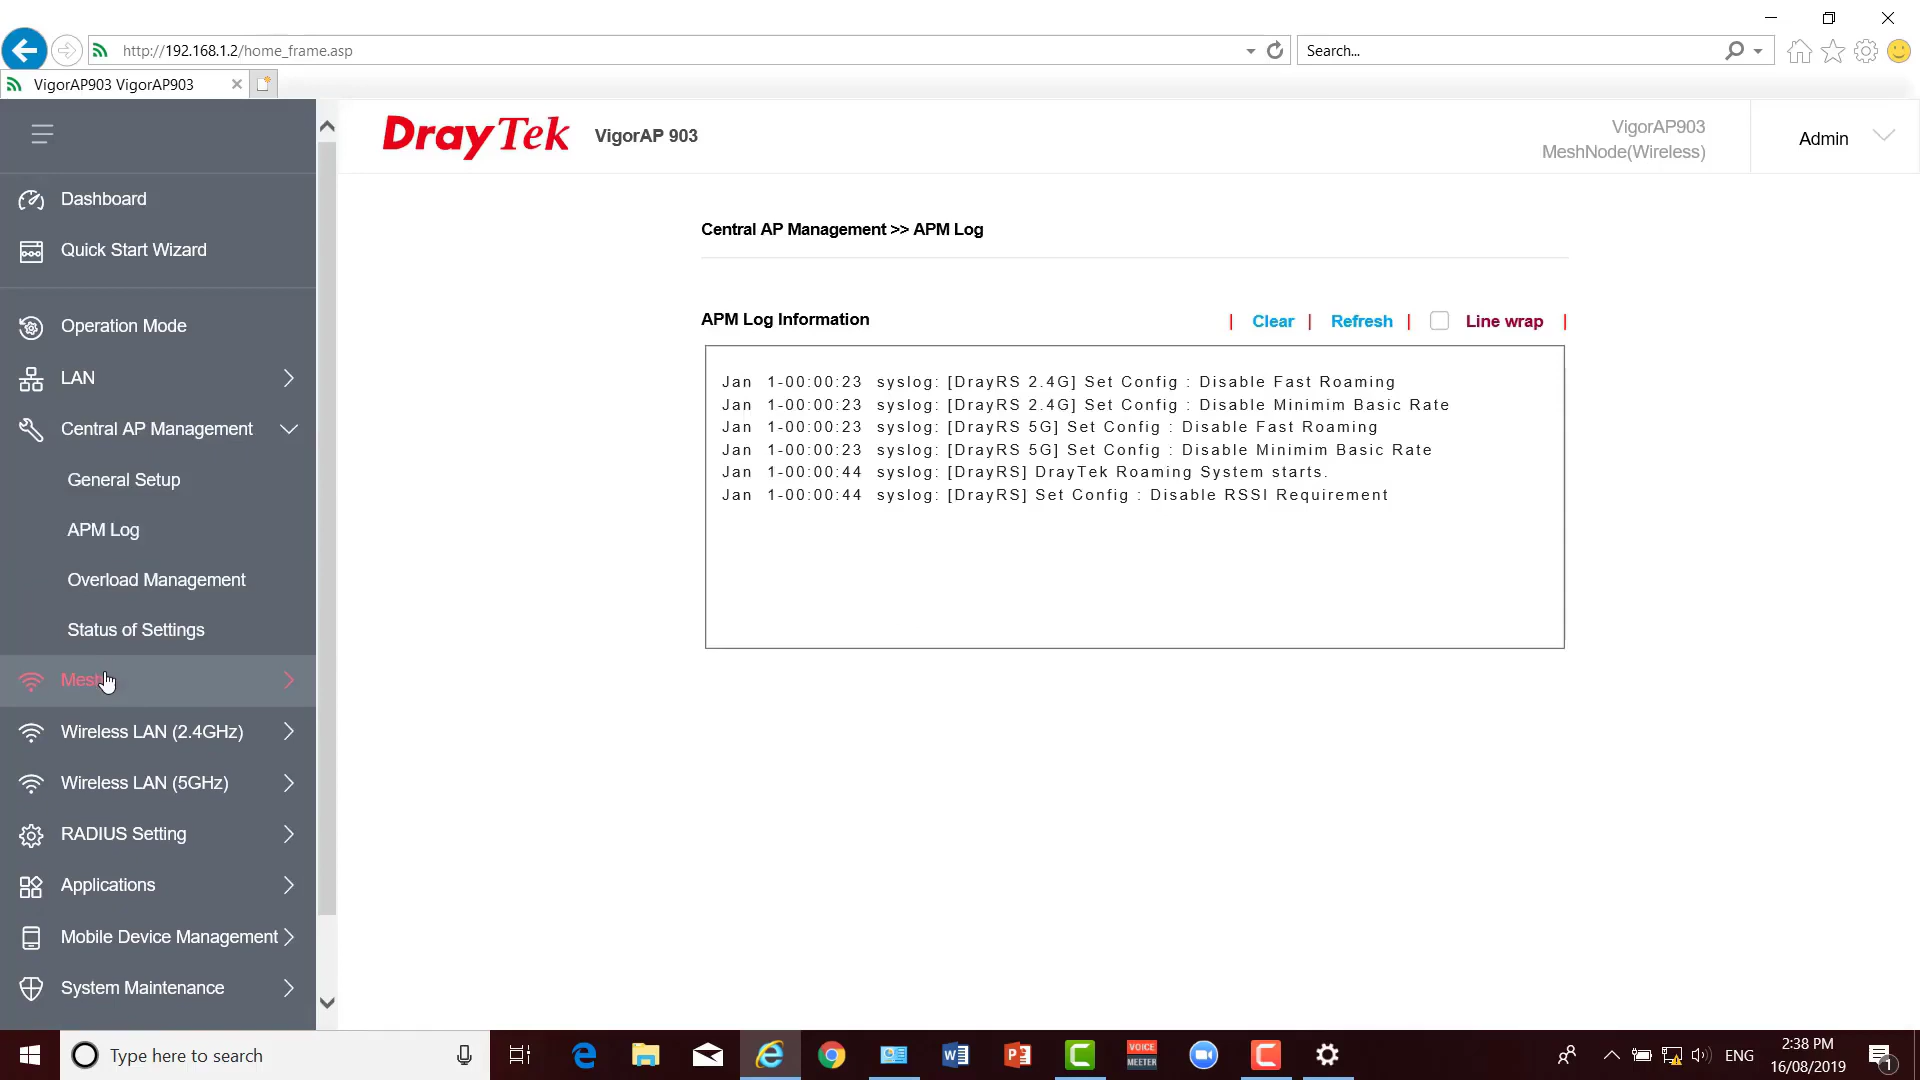 http://192.168.1.2/home_frame.asp
Search...
VigorAP903 VigorAP903
DrayTek
VigorAP 903
VigorAP903
MeshNode(Wireless)
Admin
Dashboard
Quick Start Wizard
Operation Mode
LAN
Central AP Management
General Setup
APM Log
Overload Management
Status of Settings
Mesh
Wireless LAN (2.4GHz)
Wireless LAN (5GHz)
RADIUS Setting
Applications
Mobile Device Management
System Maintenance
Central AP Management >> APM Log
APM Log Information
| Clear | Refresh | Line wrap |
Jan 1-00:00:23 syslog: [DrayRS 2.4G] Set Config : Disable Fast Roaming
Jan 1-00:00:23 syslog: [DrayRS 2.4G] Set Config : Disable Minimim Basic Rate
Jan 1-00:00:23 syslog: [DrayRS 5G] Set Config : Disable Fast Roaming
Jan 1-00:00:23 syslog: [DrayRS 5G] Set Config : Disable Minimim Basic Rate
Jan 1-00:00:44 syslog: [DrayRS] DrayTek Roaming System starts.
Jan 1-00:00:44 syslog: [DrayRS] Set Config : Disable RSSI Requirement
Type here to search
VOICE
MEETER
ENG
2:38 PM
16/08/2019
1